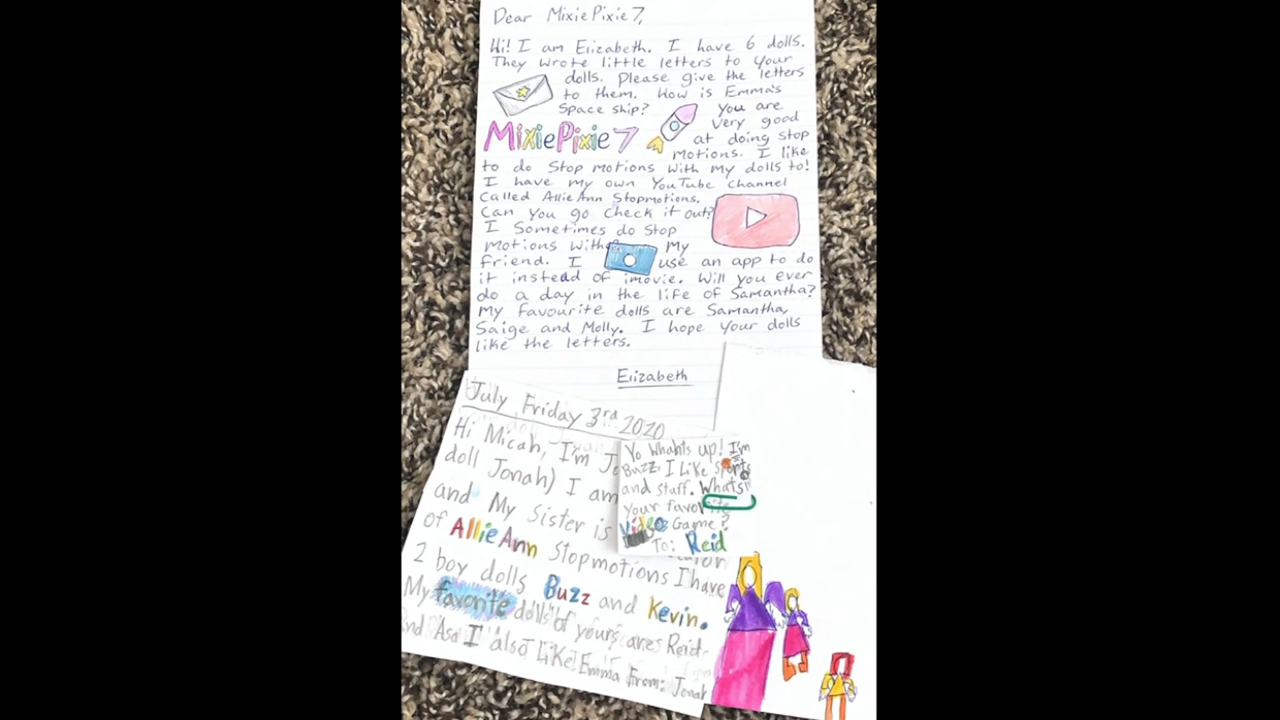 Dear MixiePixie7,
Hi! I am Elizabeth. I have 6 dolls.
They wrote little letters to your
dolls. Please give the letters
to them. How is Emma's
Space ship? You are
very good
MixiePixie7
at doing stop
motions. I like
to do Stop motions with my dolls to!
I have my own YouTube channel
Called Allie Ann Stopmotions.
Can you go check it out?
I Sometimes do stop
motions with my
friend. I use an app to do
it instead of imovie. Will you ever
do a day in the life of Samantha?
My favourite dolls are Samantha,
Saige and Molly. I hope your dolls
like the letters.
Elizabeth
July Friday 3rd 2020
Hi Micah, I'm
doll Jonah) I am
and My Sister is
of AllieAnn Stopmotions I have
2 boy dolls Buzz and Kevin.
My favorite dolls of yours are Reid
And Asa I also Like Emma From: Jonah
Yo Whahts up! I'm
Buzz I Like sports
and stuff. Whats
your favorite
Video Gagme?
To: Reid